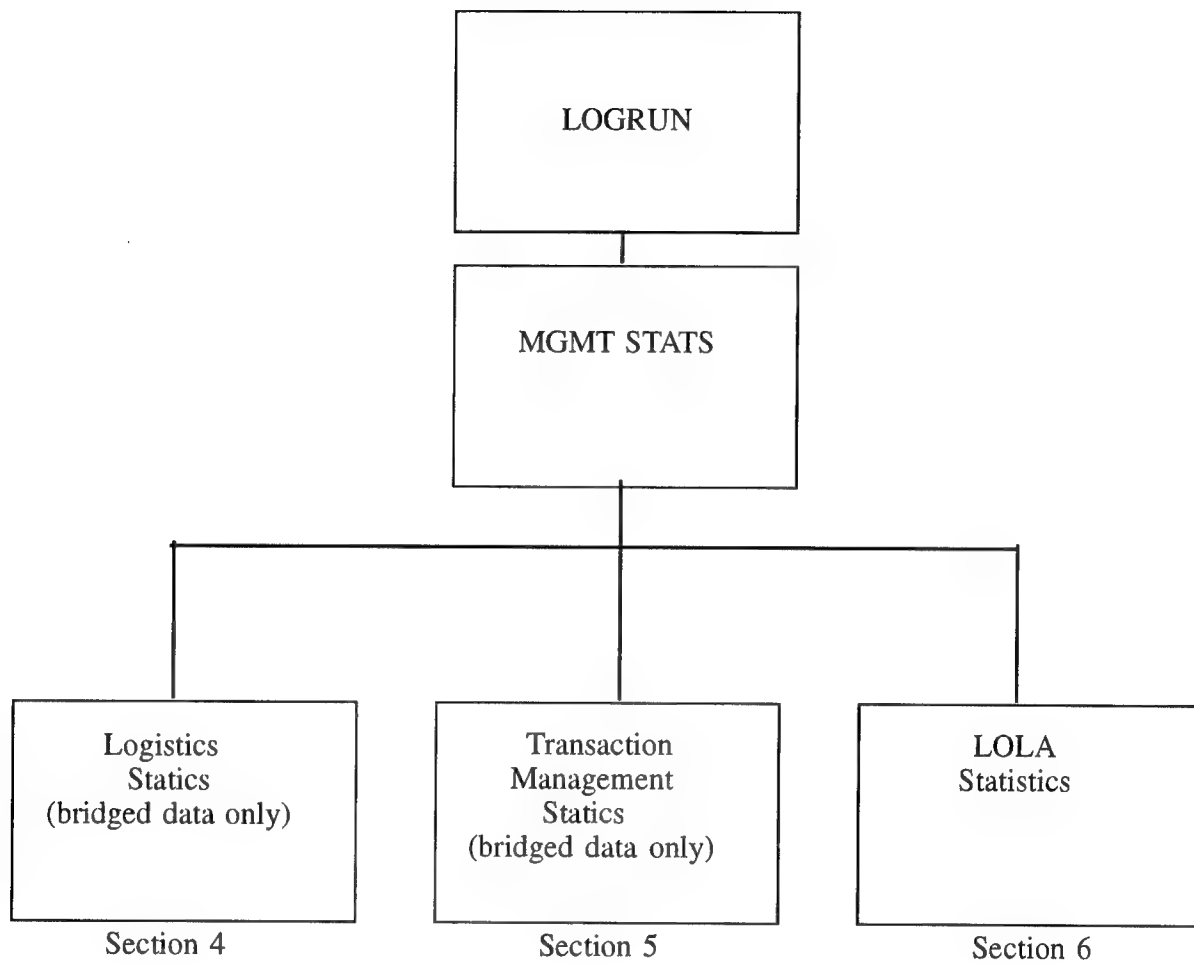 LOGRUN
MGMT STATS
Logistics
Statics
(bridged data only)
Transaction
Management
Statics
(bridged data only)
LOLA
Statistics
Section 4
Section 5
Section 6